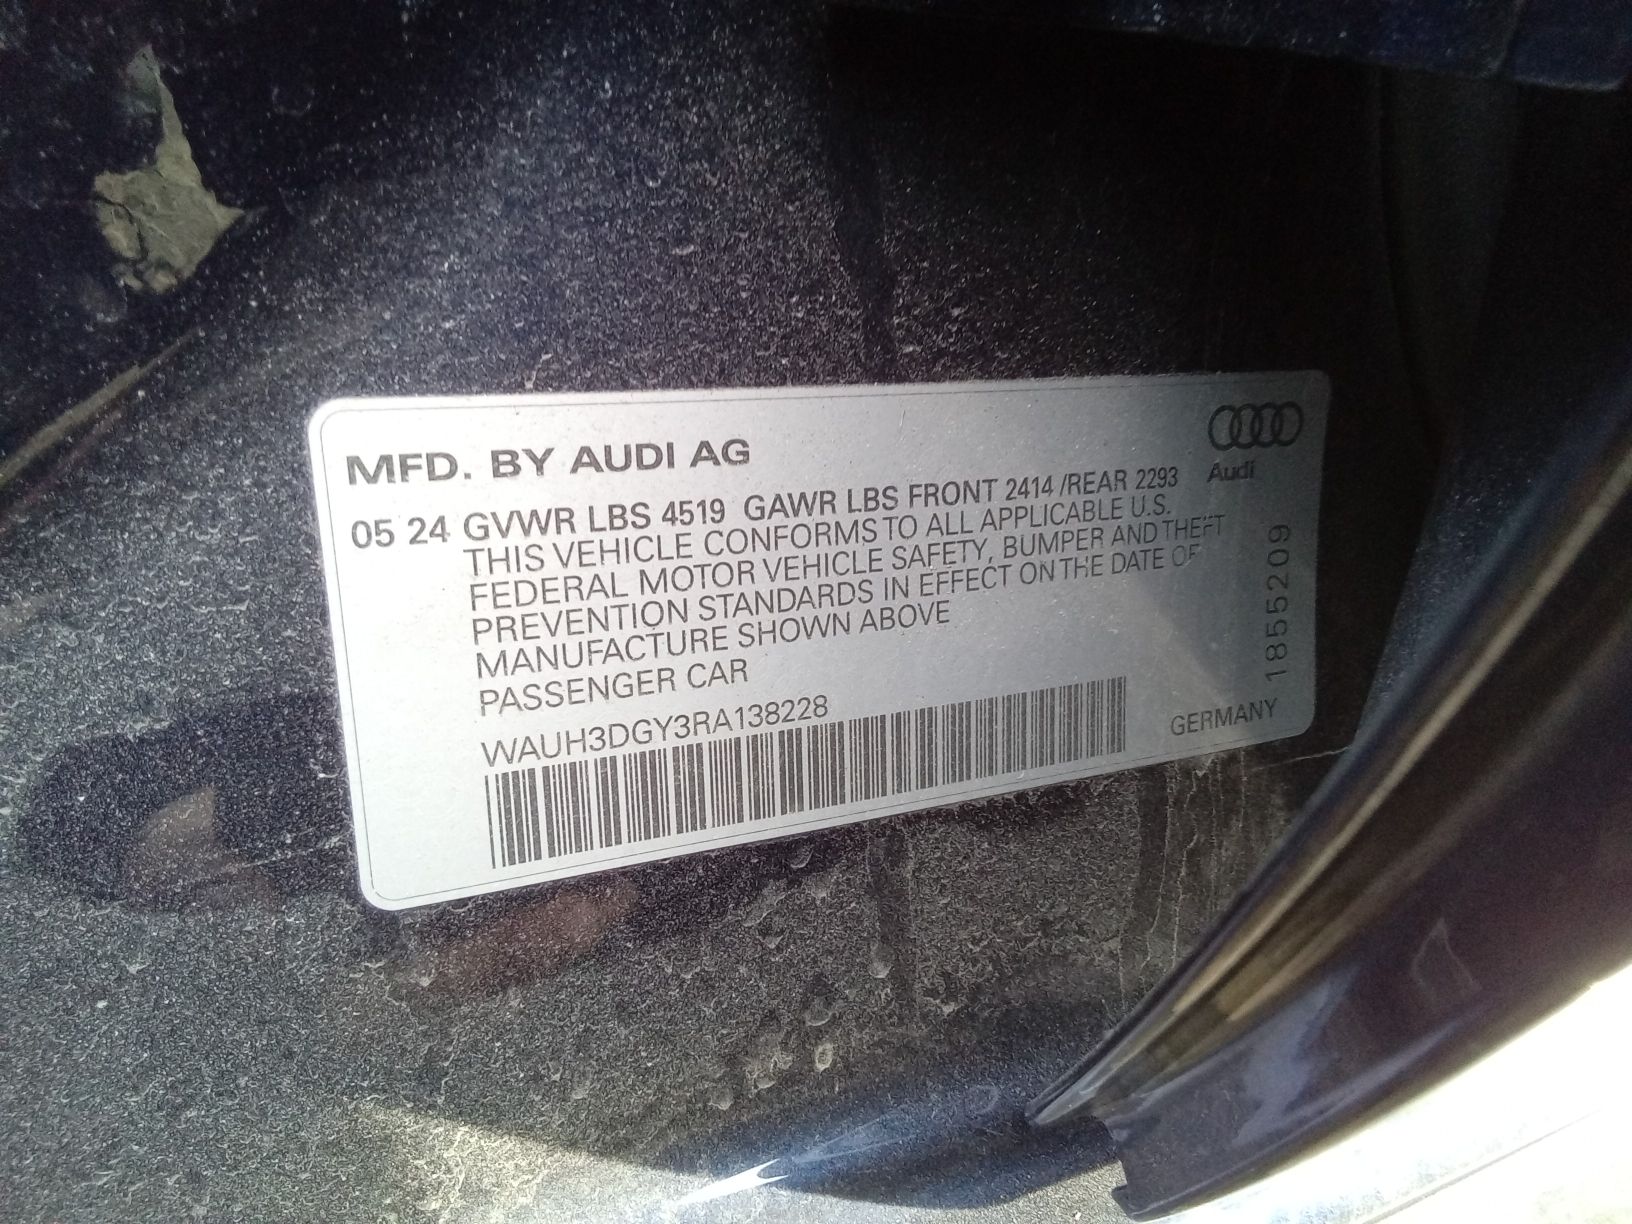 MFD. BY AUDI AG
Audi
05 24 GVWR LBS 4519 GAWR LBS FRONT 2414 /REAR 2293
THIS VEHICLE CONFORMS TO ALL APPLICABLE U.S.
FEDERAL MOTOR VEHICLE SAFETY, BUMPER AND THEFT
PREVENTION STANDARDS IN EFFECT ON THE DATE OF
MANUFACTURE SHOWN ABOVE
PASSENGER CAR
WAUH3DGY3RA138228
GERMANY
1855209